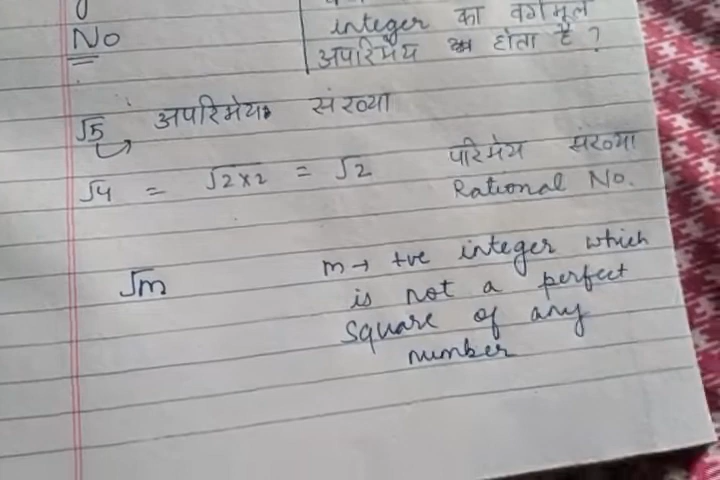 No
integer का वर्गमूल
अपरिमेय होता है ?
√5 अपरिमेय संख्या
√4 = √2×2 = √2 परिमेय संख्या
Rational No.
√m m → +ve integer which
is not a perfect
square of any
number